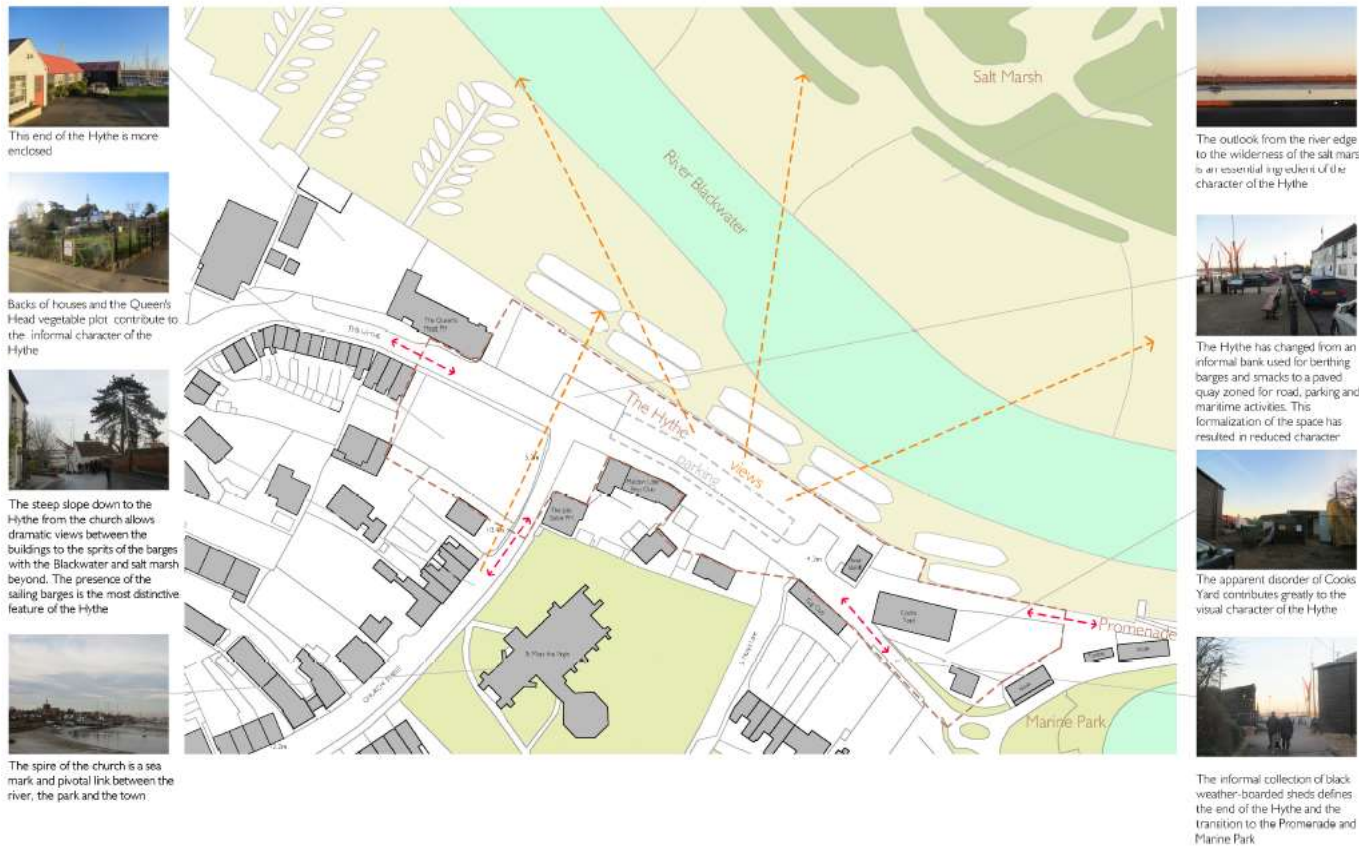 This end of the Hythe is more
enclosed
Backs of houses and the Queen's
Head vegetable plot contribute to
the informal character of the
Hythe
The steep slope down to the
Hythe from the church allows
dramatic views between the
buildings to the sprits of the barges
with the Blackwater and salt marsh
beyond. The presence of the
sailing barges is the most distinctive
feature of the Hythe
The spire of the church is a sea
mark and pivotal link between the
river, the park and the town
Salt Marsh
River Blackwater
The Queens
Head PH
The Hythe
parking
views
CHURCH STREET
St Mary the Virgin
Cooks
Yard
Promenade
Marine Park
The outlook from the river edge
to the wilderness of the salt mars
is an essential ingredient of the
character of the Hythe
The Hythe has changed from an
informal bank used for berthing
barges and smacks to a paved
quay zoned for road, parking and
maritime activities. This
formalization of the space has
resulted in reduced character
The apparent disorder of Cooks
Yard contributes greatly to the
visual character of the Hythe
The informal collection of black
weather-boarded sheds defines
the end of the Hythe and the
transition to the Promenade and
Marine Park